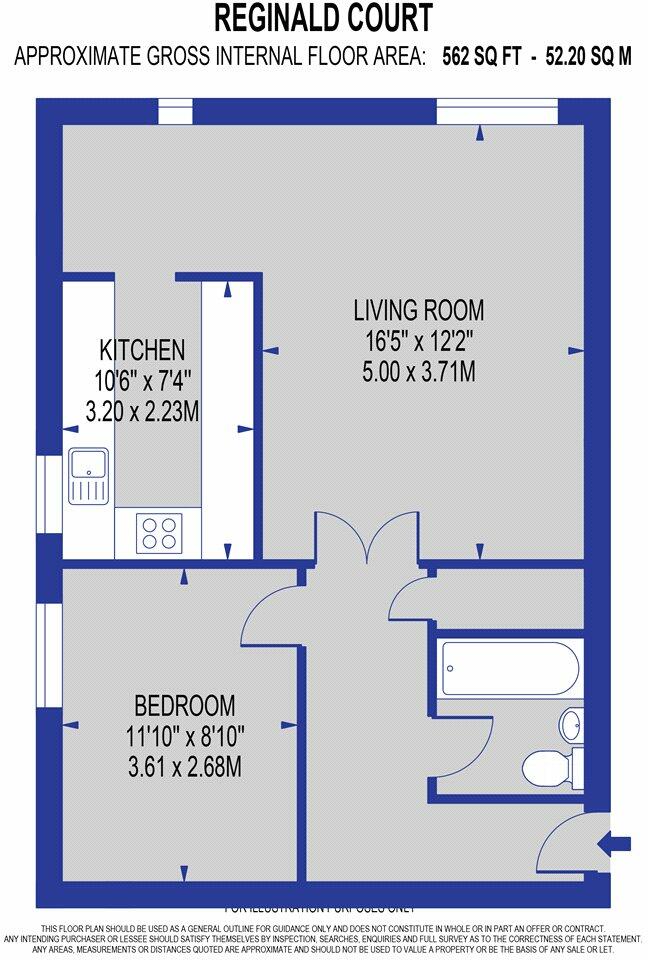 REGINALD COURT
APPROXIMATE GROSS INTERNAL FLOOR AREA: 562 SQ FT - 52.20 SQ M
LIVING ROOM
16'5" x 12'2"
5.00 x 3.71M
KITCHEN
10'6" x 7'4"
3.20 x 2.23M
BEDROOM
11'10" x 8'10"
3.61 x 2.68M
FOR ILLUSTRATION PURPOSES ONLY
THIS FLOOR PLAN SHOULD BE USED AS A GENERAL OUTLINE FOR GUIDANCE ONLY AND DOES NOT CONSTITUTE IN WHOLE OR IN PART AN OFFER OR CONTRACT.
ANY INTENDING PURCHASER OR LESSEE SHOULD SATISFY THEMSELVES BY INSPECTION, SEARCHES, ENQUIRIES AND FULL SURVEY AS TO THE CORRECTNESS OF EACH STATEMENT.
ANY AREAS, MEASUREMENTS OR DISTANCES QUOTED ARE APPROXIMATE AND SHOULD NOT BE USED TO VALUE A PROPERTY OR BE THE BASIS OF ANY SALE OR LET.